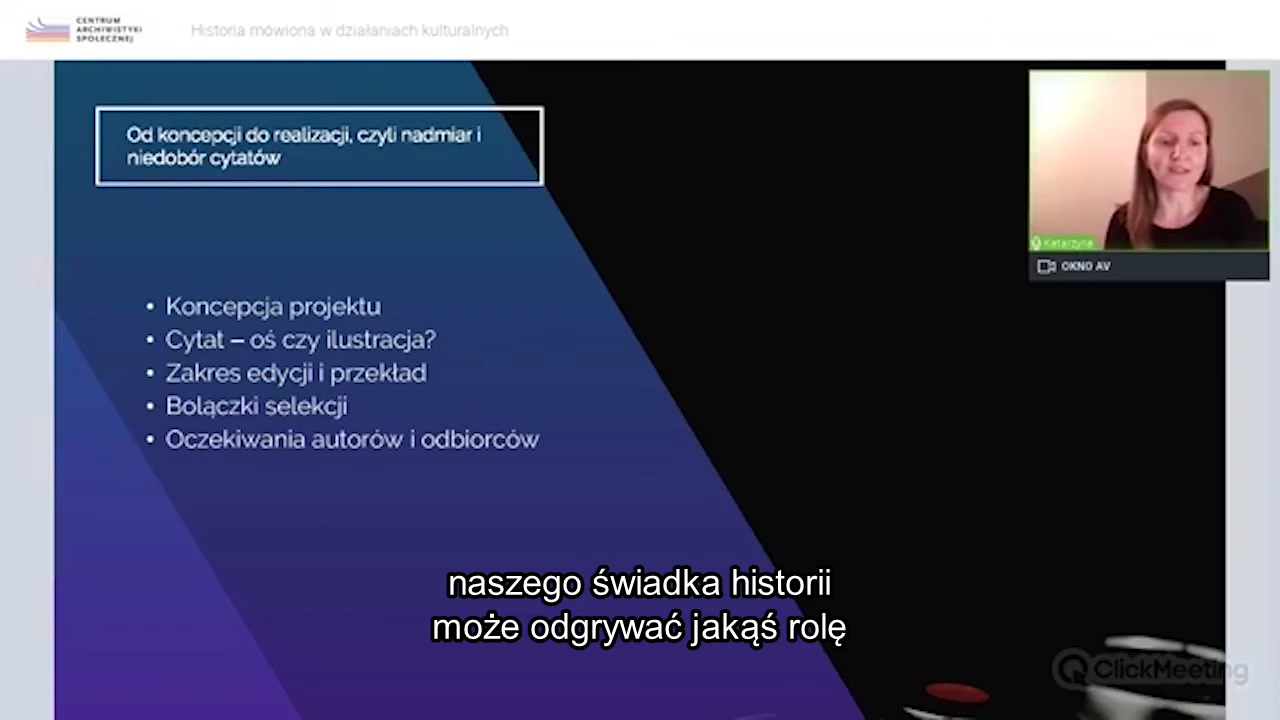 CENTRUM
ARCHIWISTYKI
SPOŁECZNEJ
Historia mówiona w działaniach kulturalnych
Od koncepcji do realizacji, czyli nadmiar i
niedobór cytatów
• Koncepcja projektu
• Cytat – oś czy ilustracja?
• Zakres edycji i przekład
• Bolączki selekcji
• Oczekiwania autorów i odbiorców
Katarzyna
OKNO AV
naszego świadka historii
może odgrywać jakąś rolę
ClickMeeting